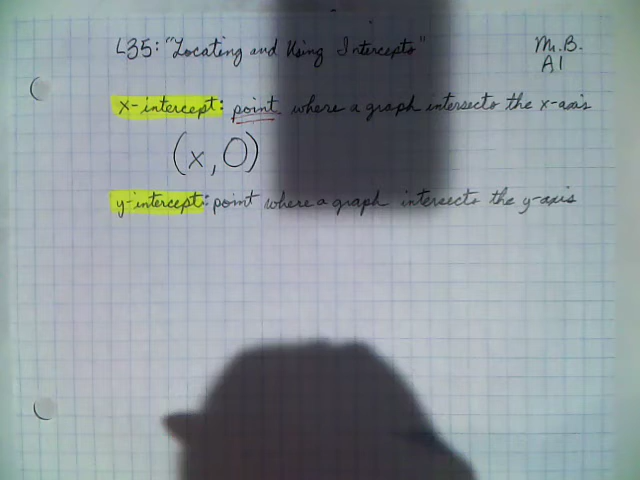 L35: "Locating and Using Intercepts"
M.B.
A1
x-intercept: point where a graph intersects the x-axis
(x, 0)
y-intercept: point where a graph intersects the y-axis